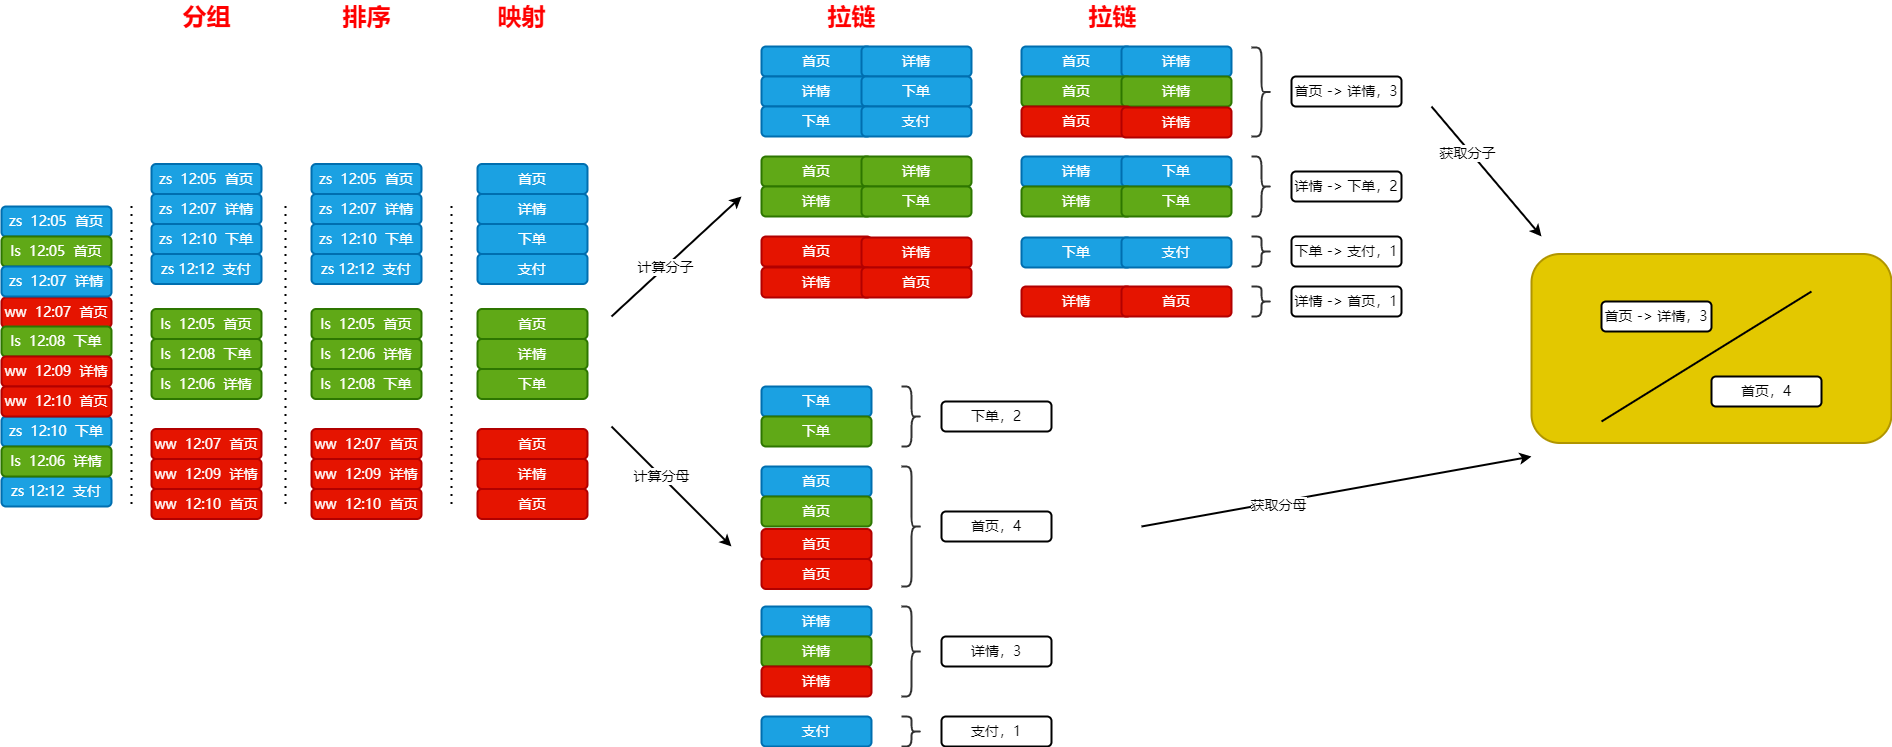 分组
排序
映射
拉链
拉链
zs 12:05 首页
ls 12:05 首页
zs 12:07 详情
ww 12:07 首页
ls 12:08 下单
ww 12:09 详情
ww 12:10 首页
zs 12:10 下单
ls 12:06 详情
zs 12:12 支付
zs 12:05 首页
zs 12:07 详情
zs 12:10 下单
zs 12:12 支付
ls 12:05 首页
ls 12:08 下单
ls 12:06 详情
ww 12:07 首页
ww 12:09 详情
ww 12:10 首页
zs 12:05 首页
zs 12:07 详情
zs 12:10 下单
zs 12:12 支付
ls 12:05 首页
ls 12:06 详情
ls 12:08 下单
ww 12:07 首页
ww 12:09 详情
ww 12:10 首页
首页
详情
下单
支付
首页
详情
下单
首页
详情
首页
计算分子
计算分母
首页 详情
详情 下单
下单 支付
首页 详情
详情 下单
首页 详情
详情 首页
首页 详情
首页 详情
首页 详情
首页 -> 详情，3
详情 下单
详情 下单
详情 -> 下单，2
下单 支付
下单 -> 支付，1
详情 首页
详情 -> 首页，1
下单
下单
下单，2
首页
首页
首页
首页
首页，4
详情
详情
详情
详情，3
支付
支付，1
获取分子
获取分母
首页 -> 详情，3
首页，4